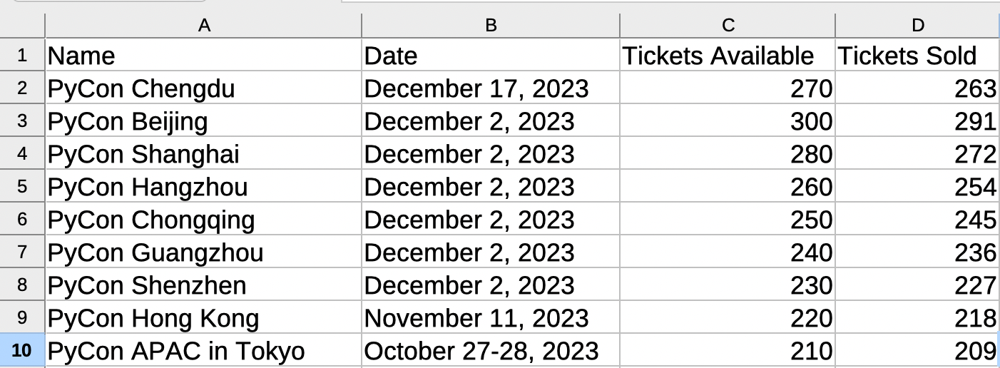 A B C D
1 Name Date Tickets Available Tickets Sold
2 PyCon Chengdu December 17, 2023 270 263
3 PyCon Beijing December 2, 2023 300 291
4 PyCon Shanghai December 2, 2023 280 272
5 PyCon Hangzhou December 2, 2023 260 254
6 PyCon Chongqing December 2, 2023 250 245
7 PyCon Guangzhou December 2, 2023 240 236
8 PyCon Shenzhen December 2, 2023 230 227
9 PyCon Hong Kong November 11, 2023 220 218
10 PyCon APAC in Tokyo October 27-28, 2023 210 209